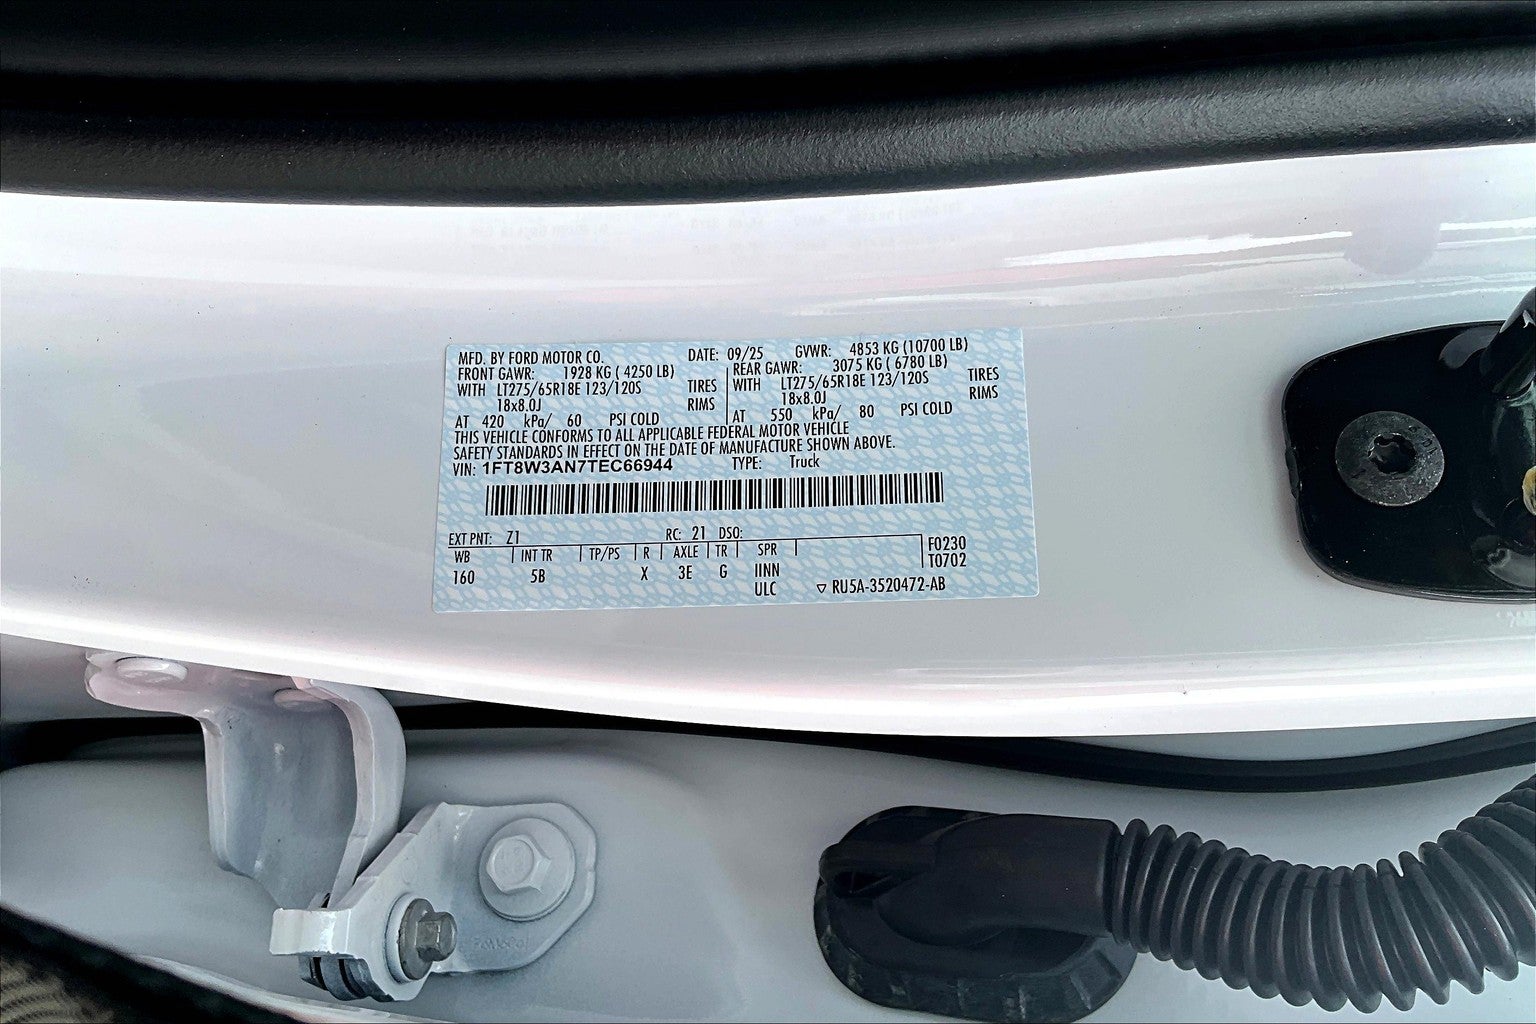 MFD. BY FORD MOTOR CO. DATE: 09/25 GVWR: 4853 KG (10700 LB)
FRONT GAWR: 1928 KG ( 4250 LB) REAR GAWR: 3075 KG ( 6780 LB)
WITH LT275/65R18E 123/120S TIRES WITH LT275/65R18E 123/120S TIRES
18x8.0J RIMS 18x8.0J RIMS
AT 420 kPa/ 60 PSI COLD AT 550 kPa/ 80 PSI COLD
THIS VEHICLE CONFORMS TO ALL APPLICABLE FEDERAL MOTOR VEHICLE
SAFETY STANDARDS IN EFFECT ON THE DATE OF MANUFACTURE SHOWN ABOVE.
VIN: 1FT8W3AN7TEC66944 TYPE: Truck
EXT PNT: Z1 RC: 21 DSO:
WB INT TR TP/PS R AXLE TR SPR F0230
160 5B X 3E G IINN T0702
ULC ▽ RU5A-3520472-AB